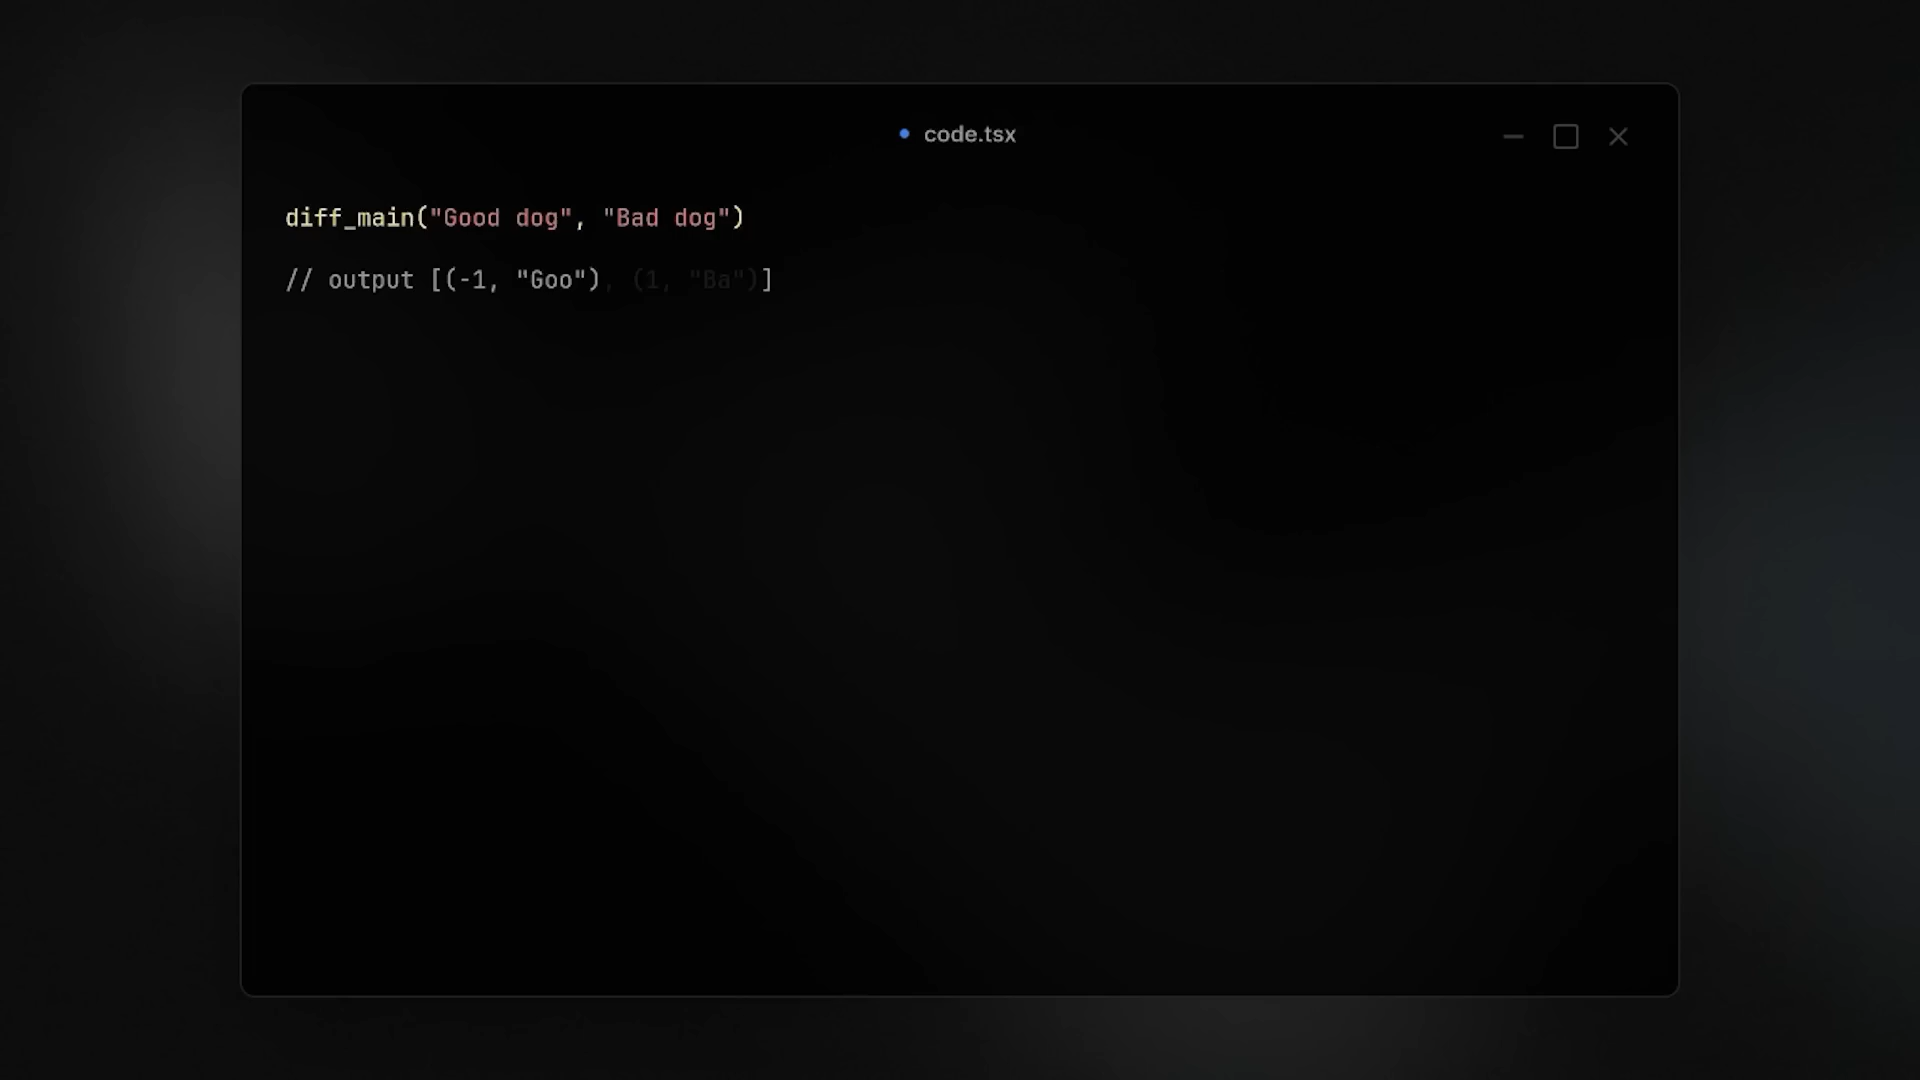 code.tsx
diff_main("Good dog", "Bad dog")
// output [(-1, "Goo"), (1, "Ba")]